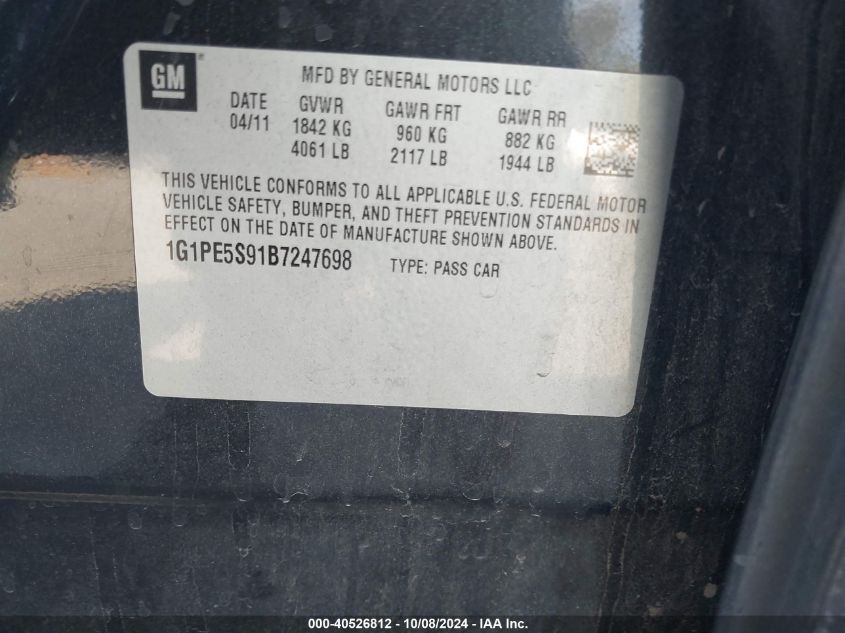 GM
MFD BY GENERAL MOTORS LLC
DATE GVWR GAWR FRT GAWR RR
04/11 1842 KG 960 KG 882 KG
4061 LB 2117 LB 1944 LB
THIS VEHICLE CONFORMS TO ALL APPLICABLE U.S. FEDERAL MOTOR
VEHICLE SAFETY, BUMPER, AND THEFT PREVENTION STANDARDS IN
EFFECT ON THE DATE OF MANUFACTURE SHOWN ABOVE.
1G1PE5S91B7247698 TYPE: PASS CAR
000-40526812 - 10/08/2024 - IAA Inc.